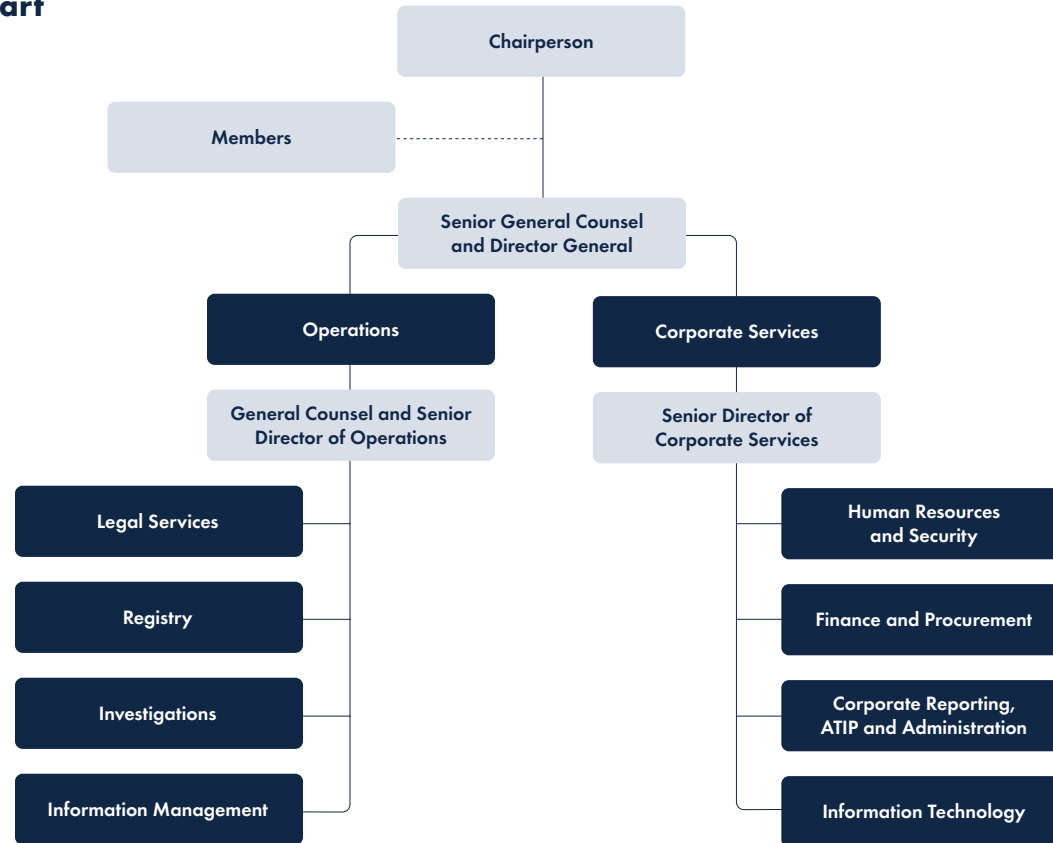 art
Chairperson
Members
Senior General Counsel
and Director General
Operations
Corporate Services
General Counsel and Senior
Director of Operations
Senior Director of
Corporate Services
Legal Services
Human Resources
and Security
Registry
Finance and Procurement
Investigations
Corporate Reporting,
ATIP and Administration
Information Management
Information Technology